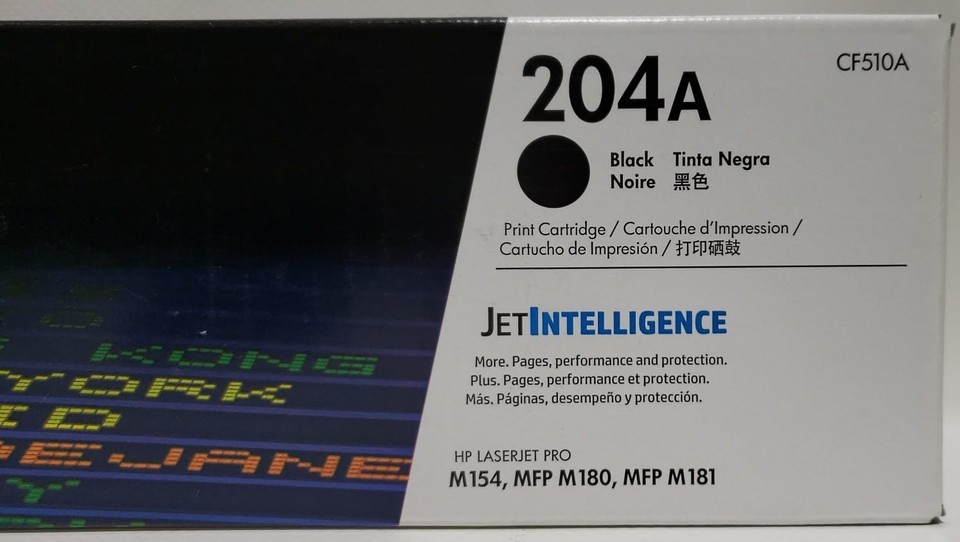 204A
CF510A
Black Tinta Negra
Noire 黑色
Print Cartridge / Cartouche d'Impression /
Cartucho de Impresión / 打印硒鼓
JETINTELLIGENCE
More. Pages, performance and protection.
Plus. Pages, performance et protection.
Más. Páginas, desempeño y protección.
HP LASERJET PRO
M154, MFP M180, MFP M181
KONG
YORK